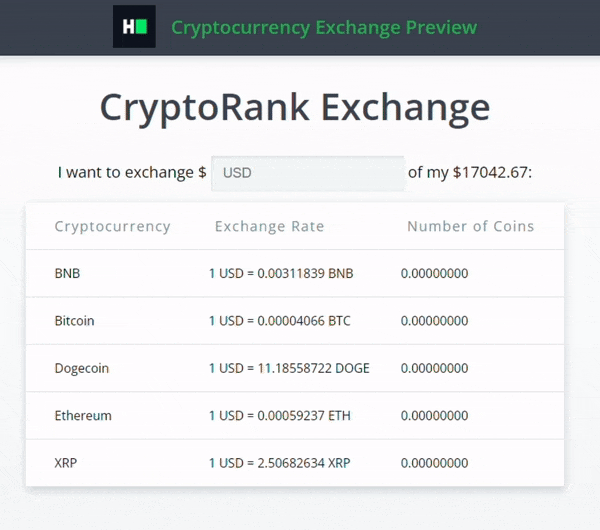 H Cryptocurrency Exchange Preview
CryptoRank Exchange
I want to exchange $ USD of my $17042.67:
Cryptocurrency Exchange Rate Number of Coins
BNB 1 USD = 0.00311839 BNB 0.00000000
Bitcoin 1 USD = 0.00004066 BTC 0.00000000
Dogecoin 1 USD = 11.18558722 DOGE 0.00000000
Ethereum 1 USD = 0.00059237 ETH 0.00000000
XRP 1 USD = 2.50682634 XRP 0.00000000